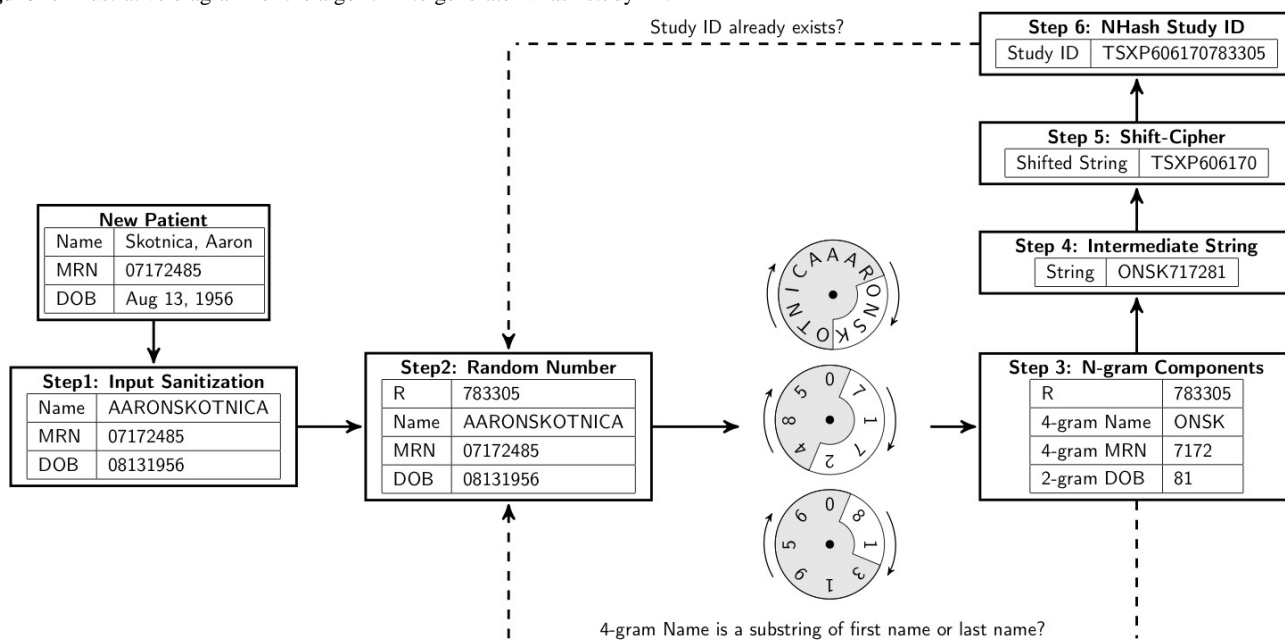 Study ID already exists?
Step 6: NHash Study ID
Study ID TSXP606170783305
Step 5: Shift-Cipher
Shifted String TSXP606170
Step 4: Intermediate String
String ONSK717281
New Patient
Name Skotnica, Aaron
MRN 07172485
DOB Aug 13, 1956
Step1: Input Sanitization
Name AARONSKOTNICA
MRN 07172485
DOB 08131956
Step2: Random Number
R 783305
Name AARONSKOTNICA
MRN 07172485
DOB 08131956
AARONSKOTNICA
07172485
08131956
Step 3: N-gram Components
R 783305
4-gram Name ONSK
4-gram MRN 7172
2-gram DOB 81
4-gram Name is a substring of first name or last name?